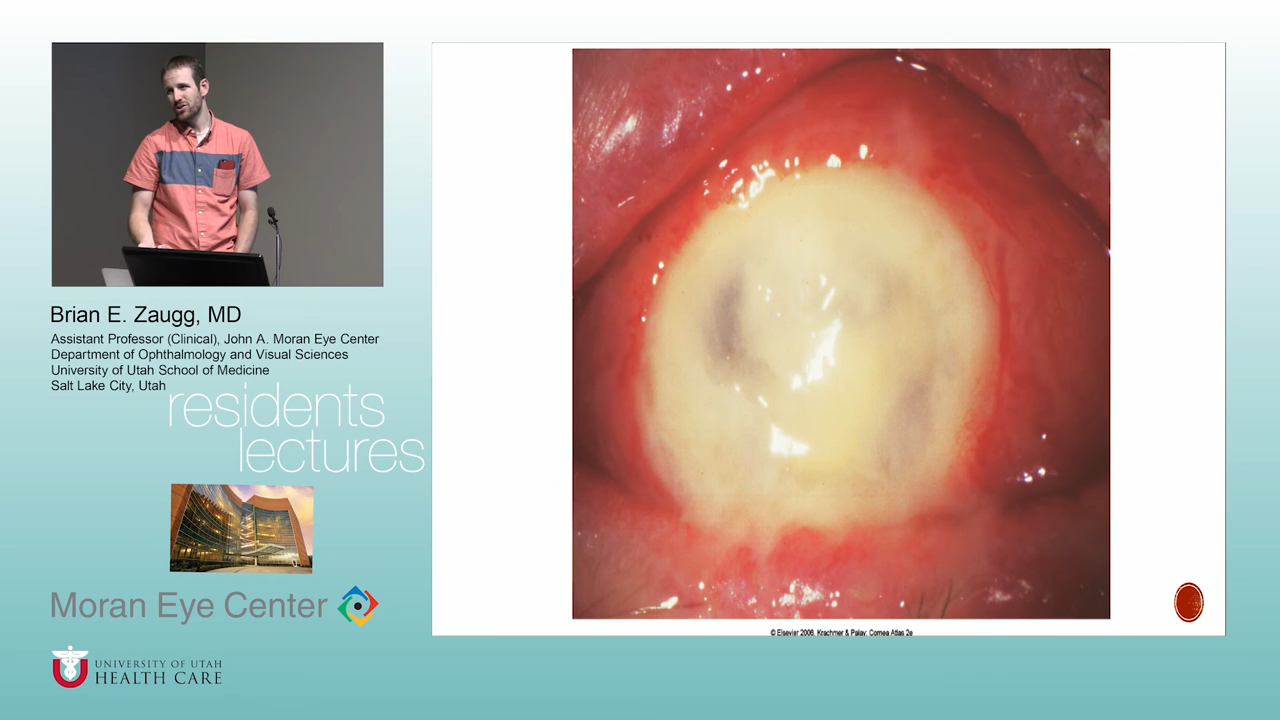 Brian E. Zaugg, MD
Assistant Professor (Clinical), John A. Moran Eye Center
Department of Ophthalmology and Visual Sciences
University of Utah School of Medicine
Salt Lake City, Utah
residents
lectures
Moran Eye Center
UNIVERSITY OF UTAH
HEALTH CARE
© Elsevier 2006. Krachmer & Palay: Cornea Atlas 2e